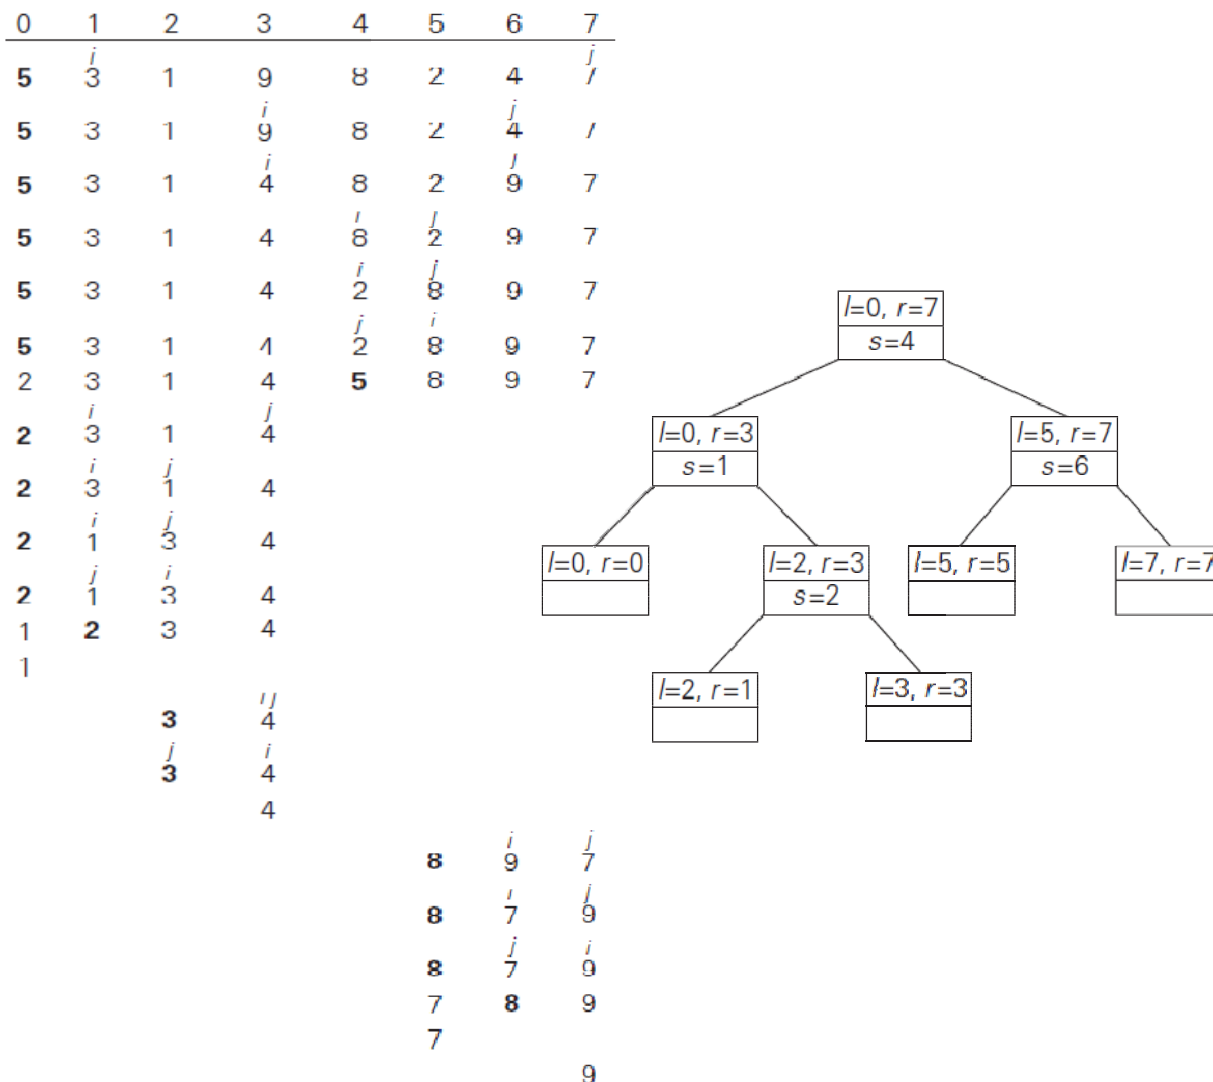 0 1 2 3 4 5 6 7
i j
5 3 1 9 8 2 4 7
i j
5 3 1 9 8 2 4 7
i j
5 3 1 4 8 2 9 7
i j
5 3 1 4 8 2 9 7
i j
5 3 1 4 2 8 9 7
j i
5 3 1 4 2 8 9 7
2 3 1 4 5 8 9 7
i j
2 3 1 4
i j
2 3 1 4
i j
2 1 3 4
j i
2 1 3 4
1 2 3 4
1
ij
3 4
j i
3 4
4
i j
8 9 7
i j
8 7 9
j i
8 7 9
7 8 9
7
9
l=0, r=7
s=4
l=0, r=3
s=1
l=5, r=7
s=6
l=0, r=0
l=2, r=3
s=2
l=5, r=5
l=7, r=7
l=2, r=1
l=3, r=3